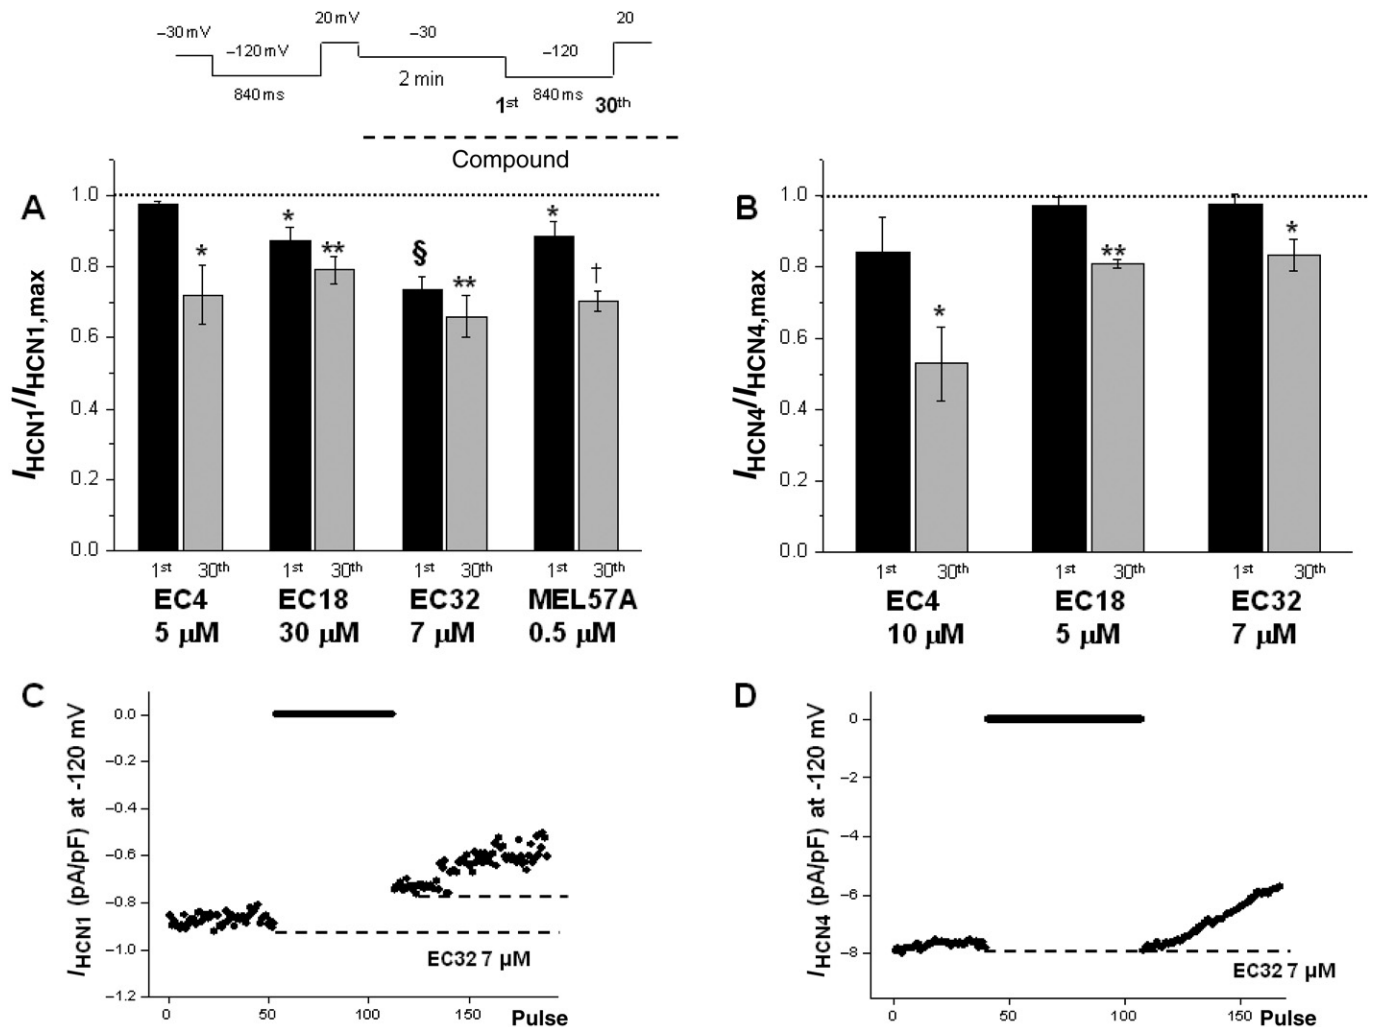 −30 mV 20 mV −30 20
−120 mV −120
840 ms 2 min 840 ms
1st 30th
Compound
A
IHCN1/IHCN1,max
1.0
0.8
0.6
0.4
0.2
0.0
* * ** § ** * †
1st 30th 1st 30th 1st 30th 1st 30th
EC4 EC18 EC32 MEL57A
5 µM 30 µM 7 µM 0.5 µM
B
IHCN4/IHCN4,max
1.0
0.8
0.6
0.4
0.2
0.0
* ** *
1st 30th 1st 30th 1st 30th
EC4 EC18 EC32
10 µM 5 µM 7 µM
C
IHCN1 (pA/pF) at -120 mV
0.0
−0.2
−0.4
−0.6
−0.8
−1.0
−1.2
EC32 7 µM
0 50 100 150 Pulse
D
IHCN4 (pA/pF) at -120 mV
0
−2
−4
−6
−8
EC32 7 µM
0 50 100 150 Pulse